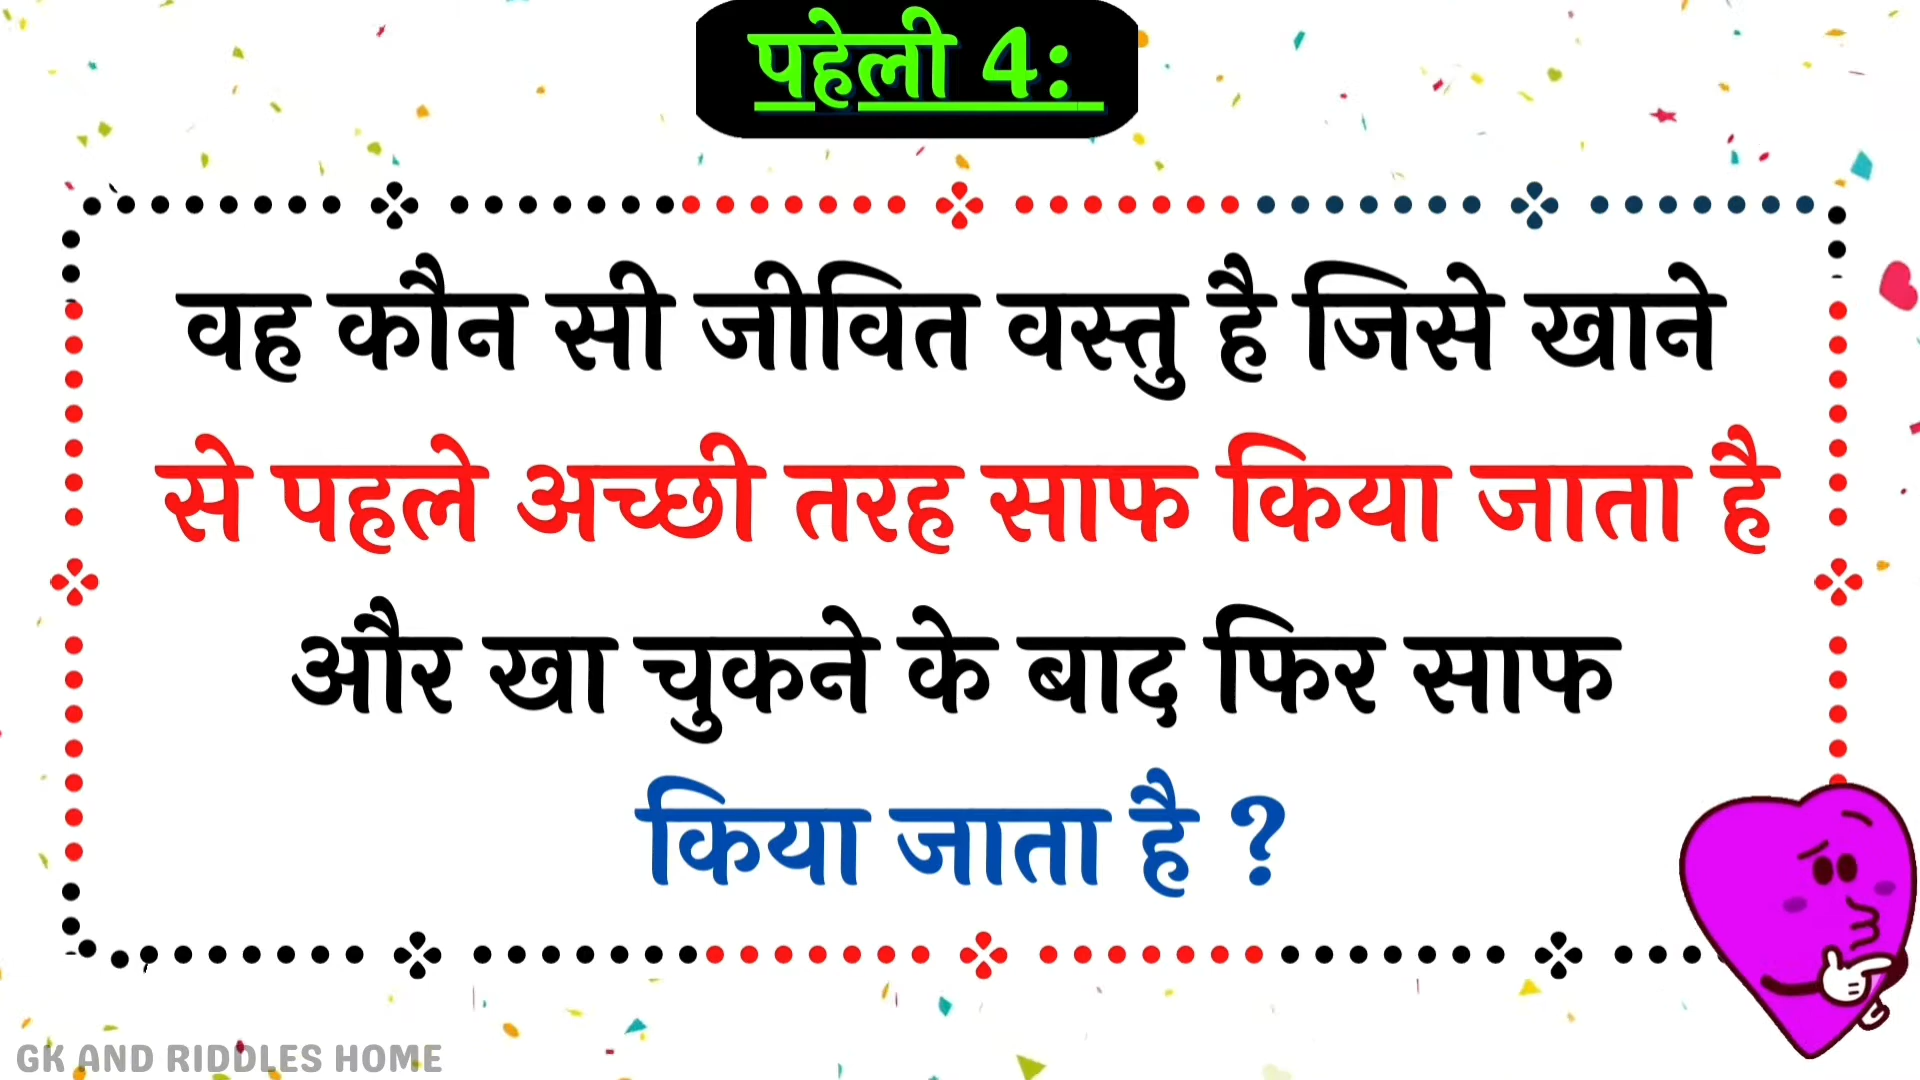 पहेली 4:
वह कौन सी जीवित वस्तु है जिसे खाने
से पहले अच्छी तरह साफ किया जाता है
और खा चुकने के बाद फिर साफ
किया जाता है ?
GK AND RIDDLES HOME